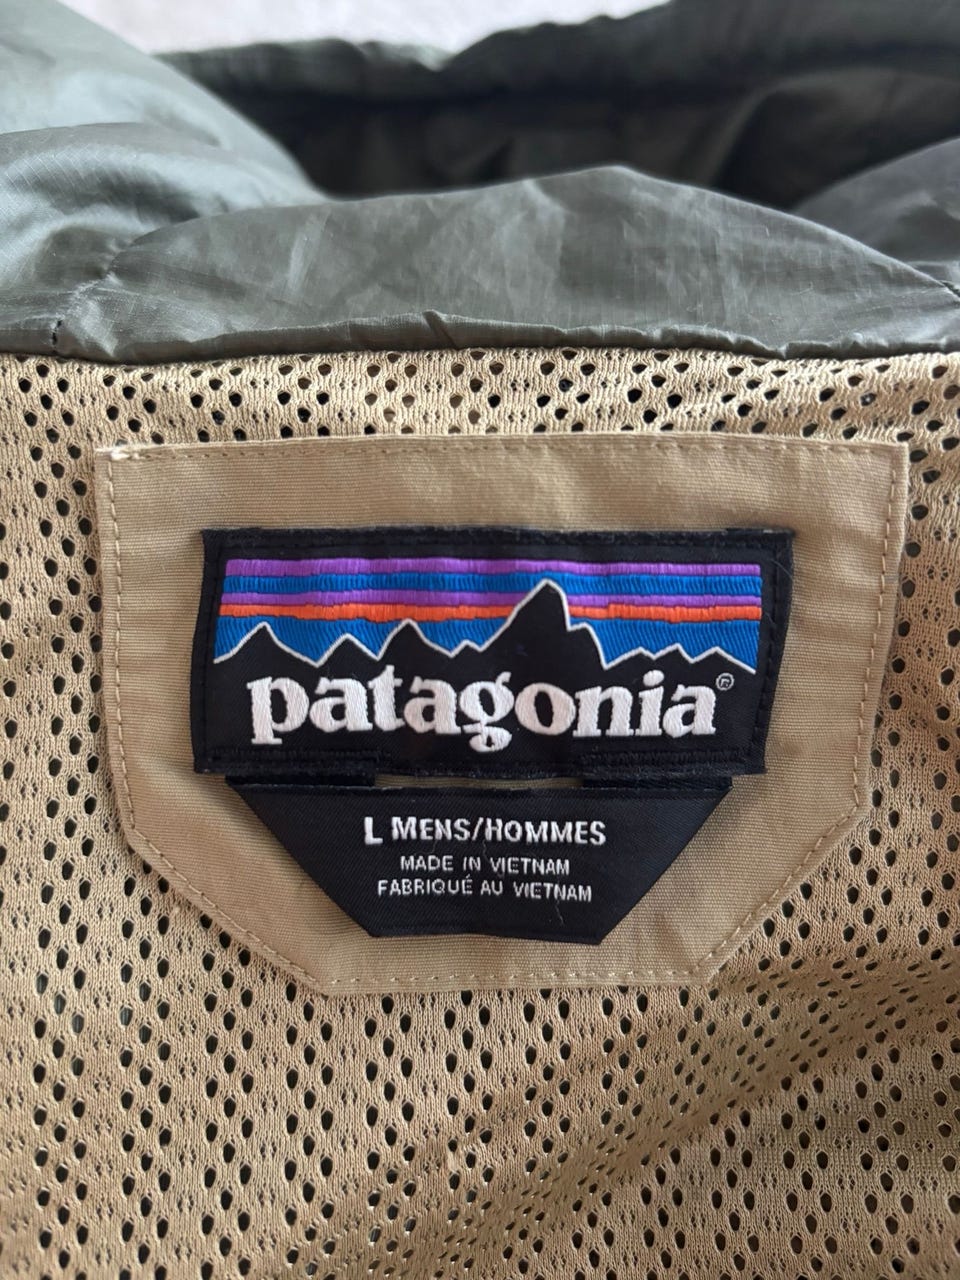 patagonia®
L MENS/HOMMES
MADE IN VIETNAM
FABRIQUÉ AU VIETNAM